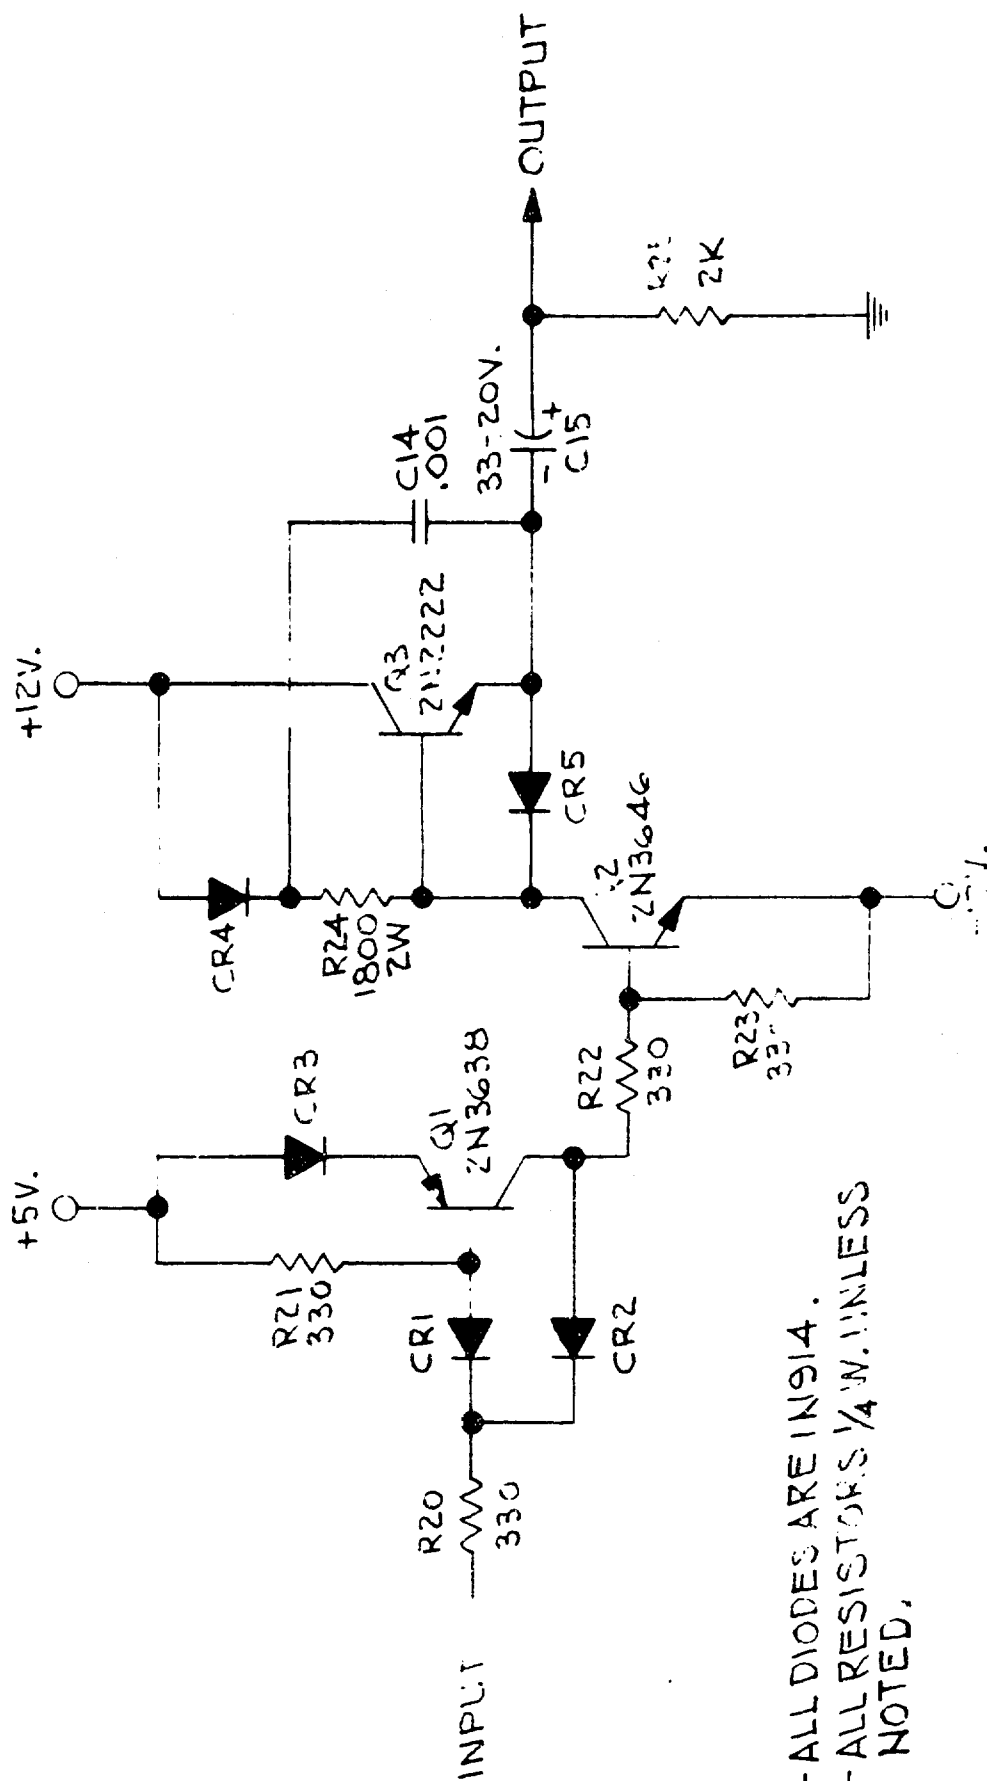 +5V.
+12V.
CR3
R21
330
Q1
2N3638
CR1
CR2
R20
330
INPUT
R22
330
R23
CR4
R24
1800
2W
Q3
2N2222
CR5
2N3646
C14
.001
33-20V.
-
+
C15
OUTPUT
2K
-ALL DIODES ARE 1N914.
-ALL RESISTORS ¼ W. UNLESS
NOTED.